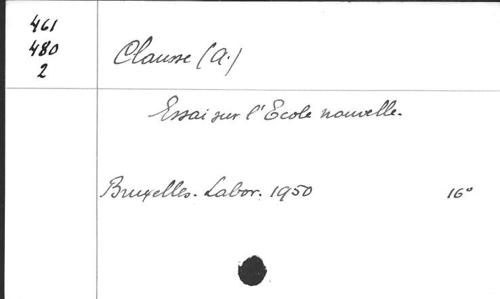 461
480
2
Clausse (A.)
Essai sur l'Ecole nouvelle.
Bruxelles. Labor. 1950 16°